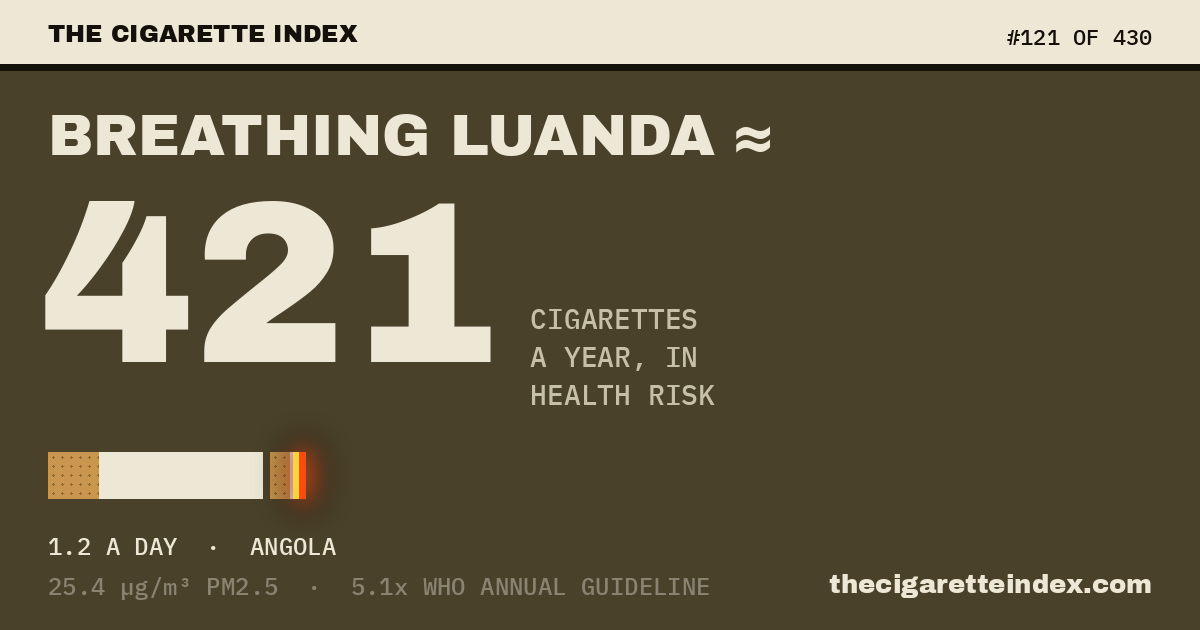 THE CIGARETTE INDEX
#121 OF 430
BREATHING LUANDA ≈
421
CIGARETTES
A YEAR, IN
HEALTH RISK
1.2 A DAY · ANGOLA
25.4 µg/m³ PM2.5 · 5.1x WHO ANNUAL GUIDELINE
thecigaretteindex.com